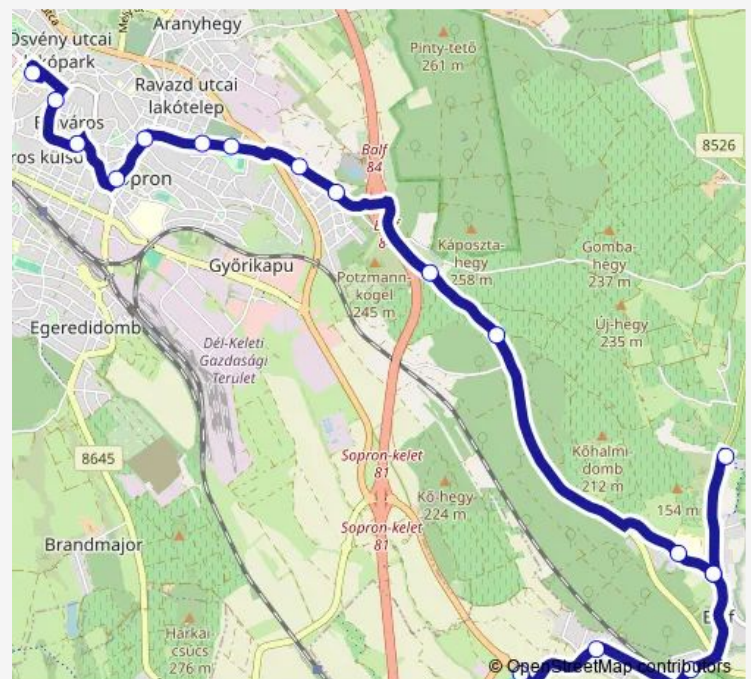 Aranyhegy
Ösvény utcai
Ravazd utcai
lakótelep
Pinty-tető
261 m
8526
Balf
84
Győrikapu
Potzmann-
kogel
245 m
Káposzta-
hegy
258 m
Gomba-
hegy
237 m
Új-hegy
235 m
Egeredidomb
Dél-Keleti
Gazdasági
Terület
8645
Sopron-kelet
81
Kőhalmi-
domb
212 m
154 m
Kő-hegy
224 m
Sopron-kelet
81
Brandmajor
Harkai
csúcs
276 m
© OpenStreetMap contributors